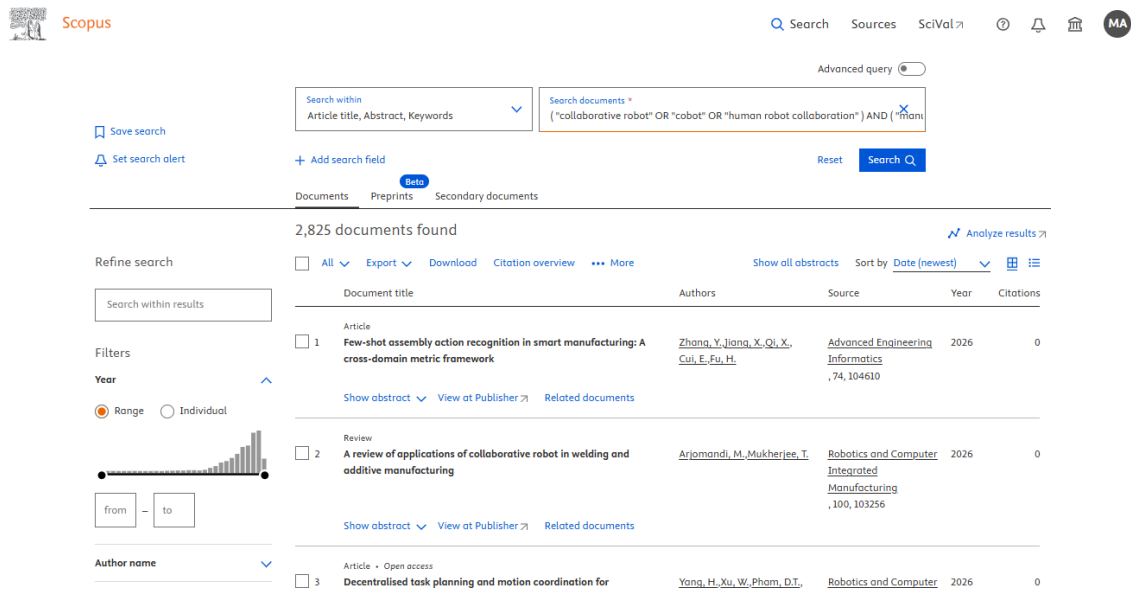 Scopus
Search
Sources
SciVal
MA
Advanced query
Search within
Article title, Abstract, Keywords
Search documents *
( "collaborative robot" OR "cobot" OR "human robot collaboration" ) AND ( "manu
Save search
Set search alert
Add search field
Reset
Search
Beta
Documents
Preprints
Secondary documents
2,825 documents found
Analyze results
Refine search
All
Export
Download
Citation overview
More
Show all abstracts
Sort by Date (newest)
Document title
Authors
Source
Year
Citations
Search within results
Filters
Year
Range
Individual
from – to
Author name
Article
1
Few-shot assembly action recognition in smart manufacturing: A
cross-domain metric framework
Zhang, Y.,Jiang, X.,Qi, X.,
Cui, E.,Fu, H.
Advanced Engineering
Informatics
, 74, 104610
2026
0
Show abstract
View at Publisher
Related documents
Review
2
A review of applications of collaborative robot in welding and
additive manufacturing
Arjomandi, M.,Mukherjee, T.
Robotics and Computer
Integrated
Manufacturing
, 100, 103256
2026
0
Show abstract
View at Publisher
Related documents
Article • Open access
3
Decentralised task planning and motion coordination for
Yang, H.,Xu, W.,Pham, D.T.,
Robotics and Computer
2026
0